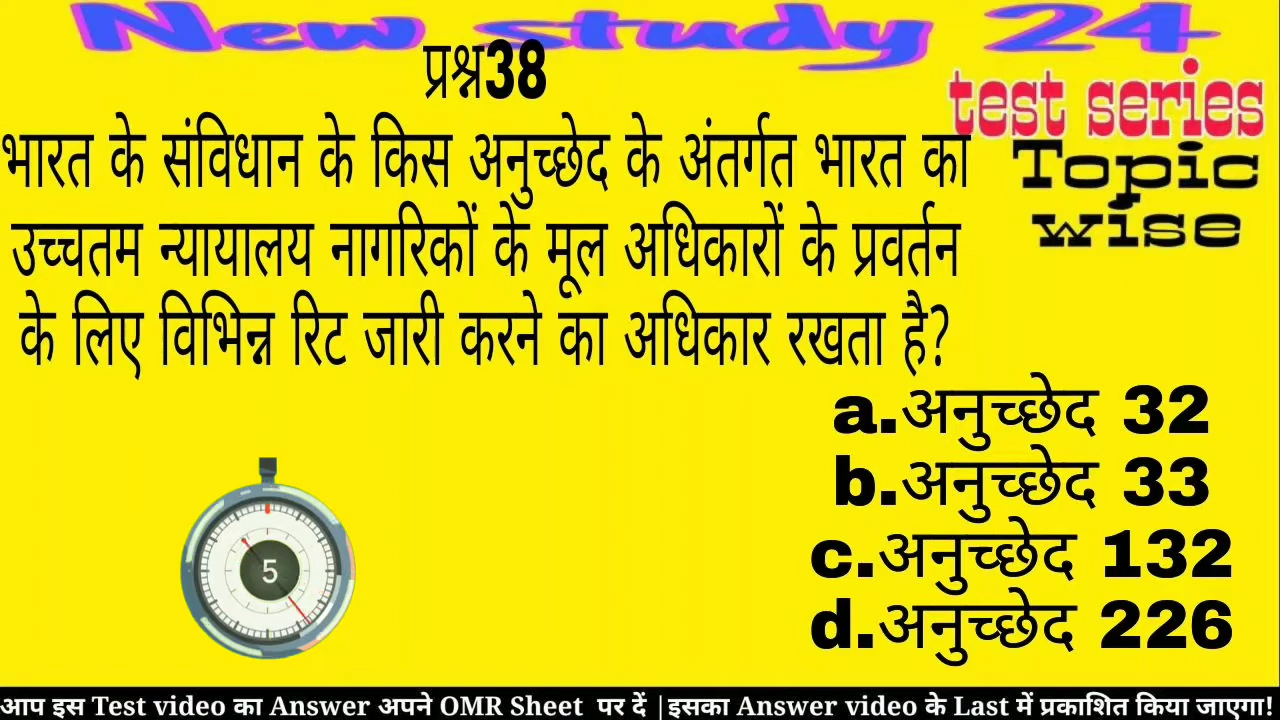 New study 24
प्रश्न38
test series
Topic
wise
भारत के संविधान के किस अनुच्छेद के अंतर्गत भारत का
उच्चतम न्यायालय नागरिकों के मूल अधिकारों के प्रवर्तन
के लिए विभिन्न रिट जारी करने का अधिकार रखता है?
a.अनुच्छेद 32
b.अनुच्छेद 33
c.अनुच्छेद 132
d.अनुच्छेद 226
5
आप इस Test video का Answer अपने OMR Sheet पर दें |इसका Answer video के Last में प्रकाशित किया जाएगा!